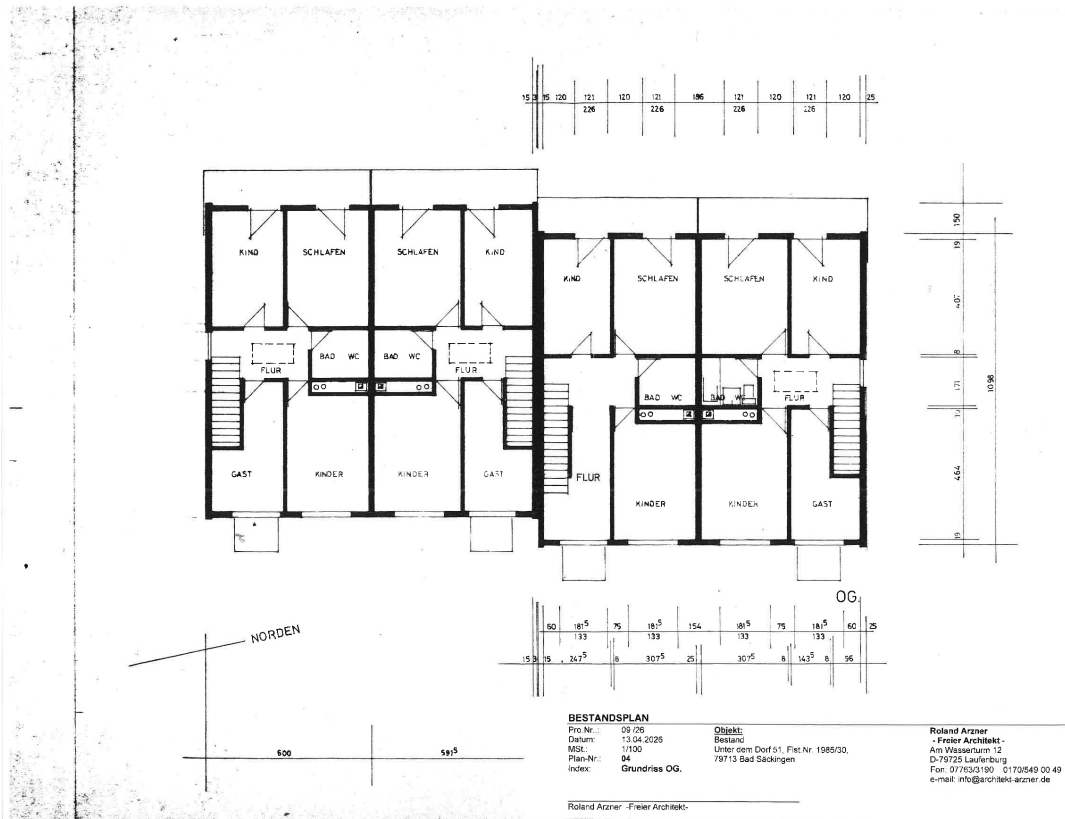 15 3 15 120 121 120 121 196 121 120 121 120 25
226 226 226 226
150
19
407
8
171
464
19
1098
KIND SCHLAFEN SCHLAFEN KIND
KIND SCHLAFEN SCHLAFEN KIND
BAD WC BAD WC
FLUR FLUR
BAD WC BAD WC FLUR
GAST KINDER KINDER GAST
FLUR KINDER KINDER GAST
OG.
NORDEN
60 181⁵ 75 181⁵ 154 181⁵ 75 181⁵ 60 25
133 133 133 133
15 3 15 247⁵ 8 307⁵ 25 307⁵ 8 143⁵ 8 96
600 591⁵
BESTANDSPLAN
Pro.Nr.: 09 /26
Datum: 13.04.2026
MSt.: 1/100
Plan-Nr.: 04
Index: Grundriss OG.
Objekt:
Bestand
Unter dem Dorf 51, Flst Nr. 1985/30,
79713 Bad Säckingen
Roland Arzner
- Freier Architekt -
Am Wasserturm 12
D-79725 Laufenburg
Fon: 07763/3190 0170/549 00 49
e-mail: info@architekt-arzner.de
Roland Arzner -Freier Architekt-